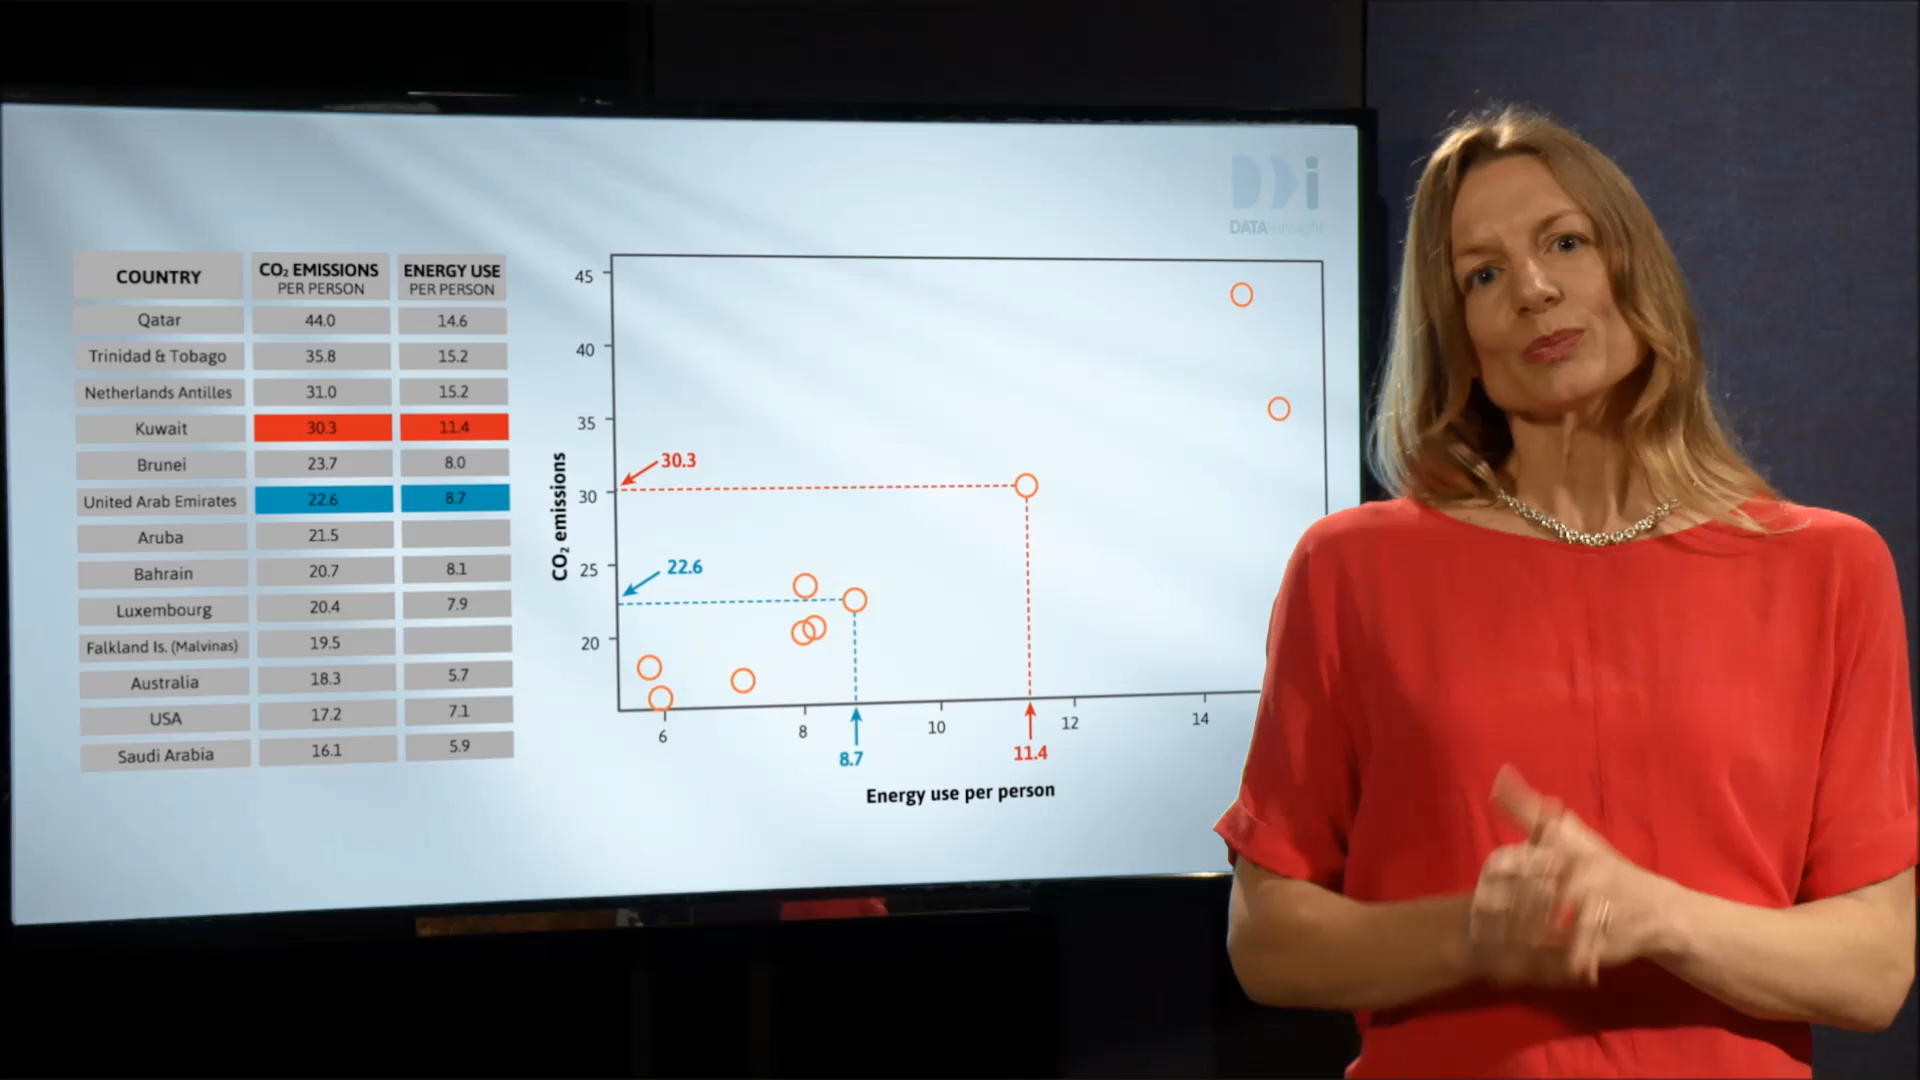 DATA insight
COUNTRY CO₂ EMISSIONS PER PERSON ENERGY USE PER PERSON
Qatar 44.0 14.6
Trinidad & Tobago 35.8 15.2
Netherlands Antilles 31.0 15.2
Kuwait 30.3 11.4
Brunei 23.7 8.0
United Arab Emirates 22.6 8.7
Aruba 21.5
Bahrain 20.7 8.1
Luxembourg 20.4 7.9
Falkland Is. (Malvinas) 19.5
Australia 18.3 5.7
USA 17.2 7.1
Saudi Arabia 16.1 5.9
CO₂ emissions
45
40
35
30
25
20
30.3
22.6
6 8 10 12 14
8.7 11.4
Energy use per person